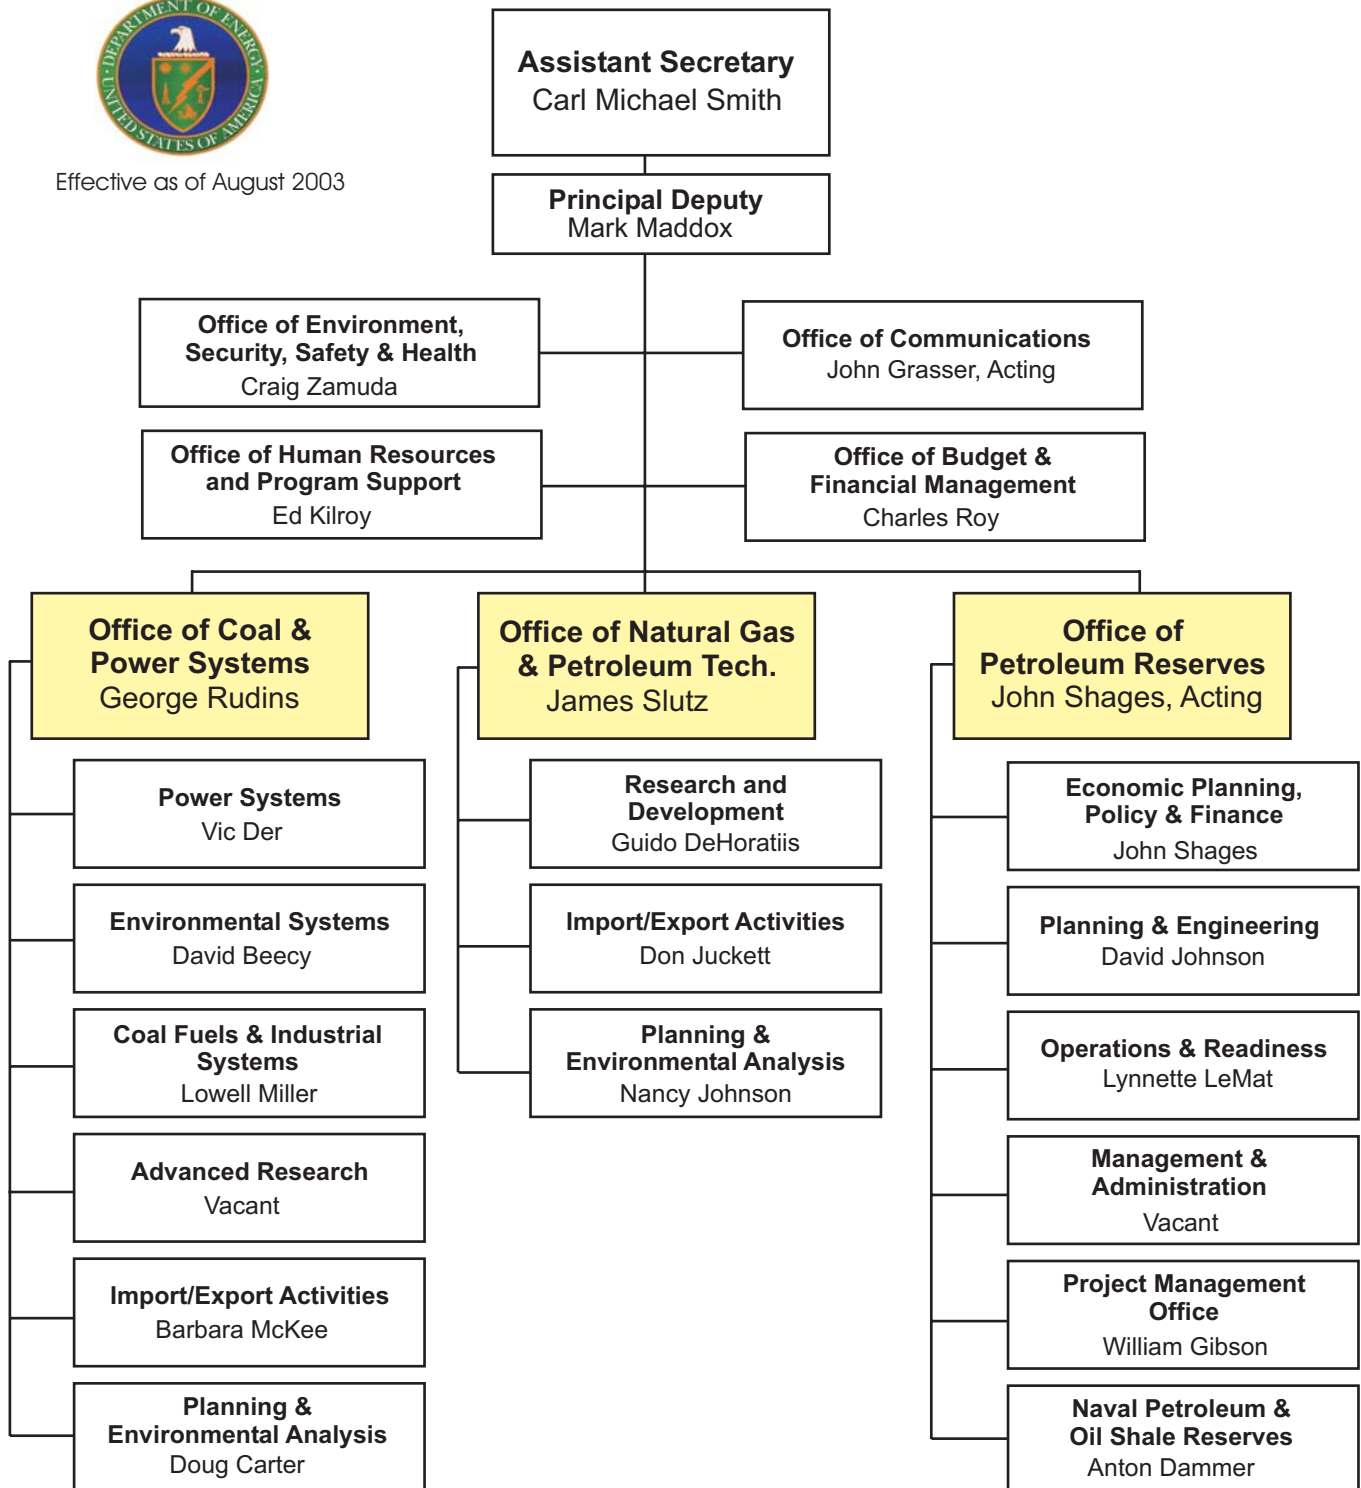 DEPARTMENT OF ENERGY
UNITED STATES OF AMERICA
Effective as of August 2003
Assistant Secretary
Carl Michael Smith
Principal Deputy
Mark Maddox
Office of Environment,
Security, Safety & Health
Craig Zamuda
Office of Communications
John Grasser, Acting
Office of Human Resources
and Program Support
Ed Kilroy
Office of Budget &
Financial Management
Charles Roy
Office of Coal &
Power Systems
George Rudins
Power Systems
Vic Der
Environmental Systems
David Beecy
Coal Fuels & Industrial
Systems
Lowell Miller
Advanced Research
Vacant
Import/Export Activities
Barbara McKee
Planning &
Environmental Analysis
Doug Carter
Office of Natural Gas
& Petroleum Tech.
James Slutz
Research and
Development
Guido DeHoratiis
Import/Export Activities
Don Juckett
Planning &
Environmental Analysis
Nancy Johnson
Office of
Petroleum Reserves
John Shages, Acting
Economic Planning,
Policy & Finance
John Shages
Planning & Engineering
David Johnson
Operations & Readiness
Lynnette LeMat
Management &
Administration
Vacant
Project Management
Office
William Gibson
Naval Petroleum &
Oil Shale Reserves
Anton Dammer